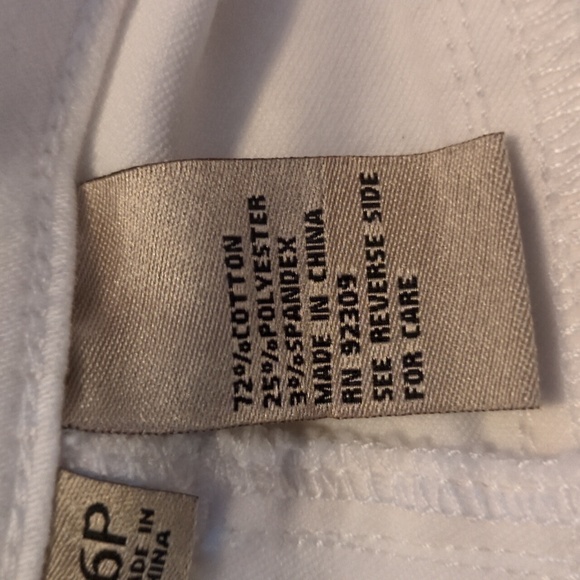 72%COTTON
25%POLYESTER
3%SPANDEX
MADE IN CHINA
RN 92309
SEE REVERSE SIDE
FOR CARE
6P
ADE IN
HINA